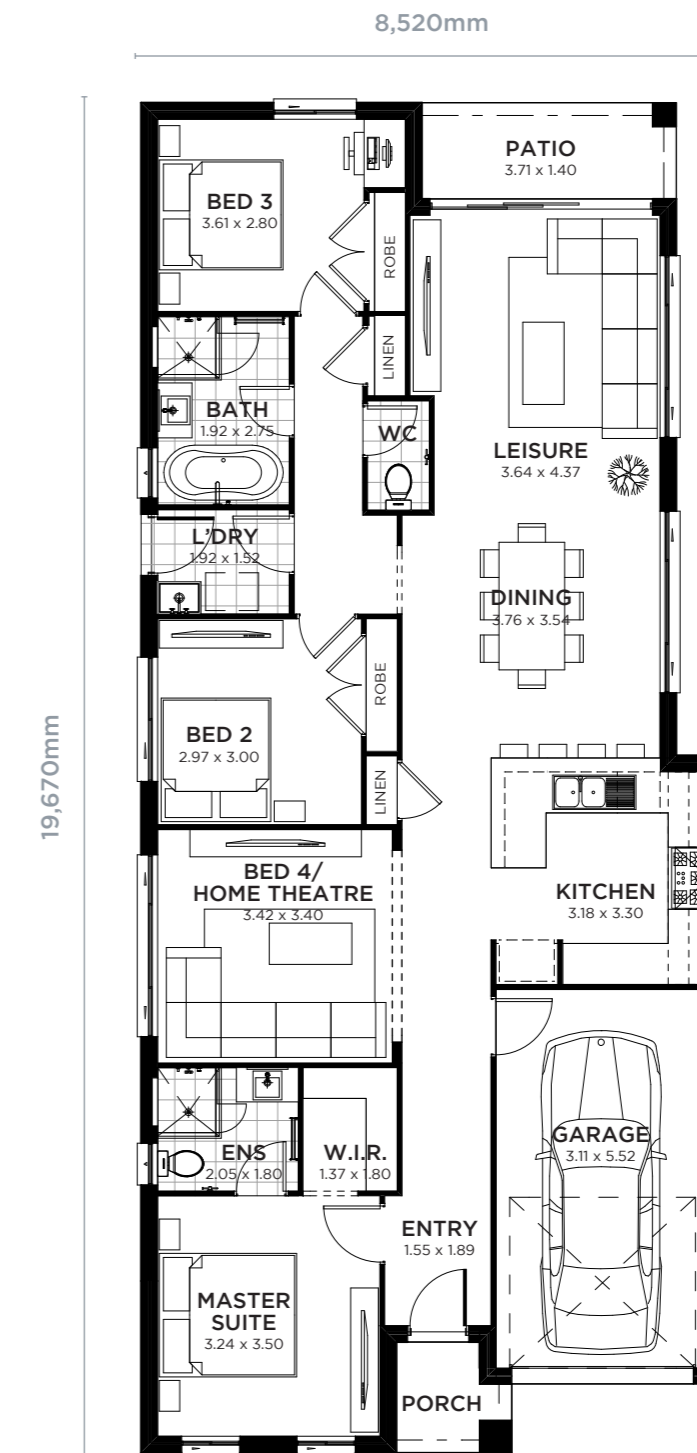 8,520mm
19,670mm
PATIO
3.71 x 1.40
BED 3
3.61 x 2.80
ROBE
LINEN
BATH
1.92 x 2.75
WC
LEISURE
3.64 x 4.37
L'DRY
1.92 x 1.52
DINING
3.76 x 3.54
ROBE
BED 2
2.97 x 3.00
LINEN
BED 4/
HOME THEATRE
3.42 x 3.40
KITCHEN
3.18 x 3.30
ENS
2.05 x 1.80
W.I.R.
1.37 x 1.80
GARAGE
3.11 x 5.52
ENTRY
1.55 x 1.89
MASTER
SUITE
3.24 x 3.50
PORCH